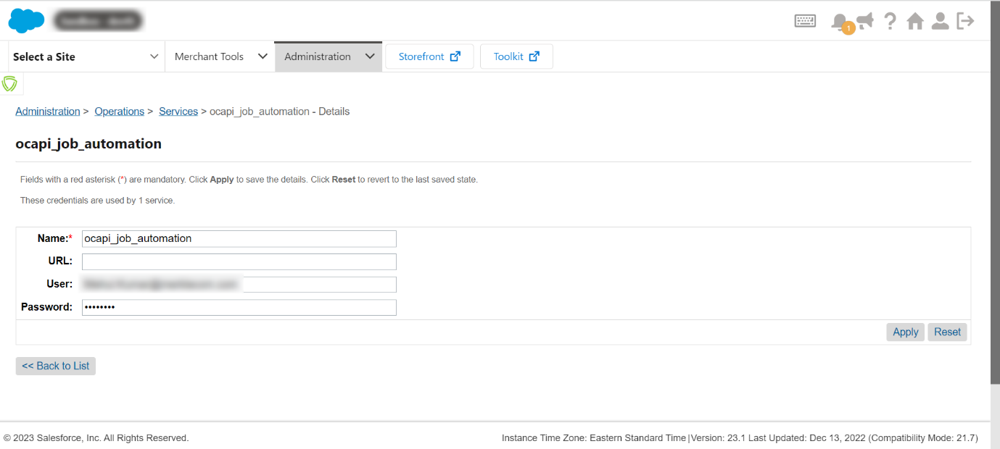 1
Select a Site Merchant Tools Administration Storefront Toolkit
Administration > Operations > Services > ocapi_job_automation - Details
ocapi_job_automation
Fields with a red asterisk (*) are mandatory. Click Apply to save the details. Click Reset to revert to the last saved state.
These credentials are used by 1 service.
Name:* ocapi_job_automation
URL:
User:
Password: ••••••••
Apply Reset
<< Back to List
© 2023 Salesforce, Inc. All Rights Reserved. Instance Time Zone: Eastern Standard Time|Version: 23.1 Last Updated: Dec 13, 2022 (Compatibility Mode: 21.7)